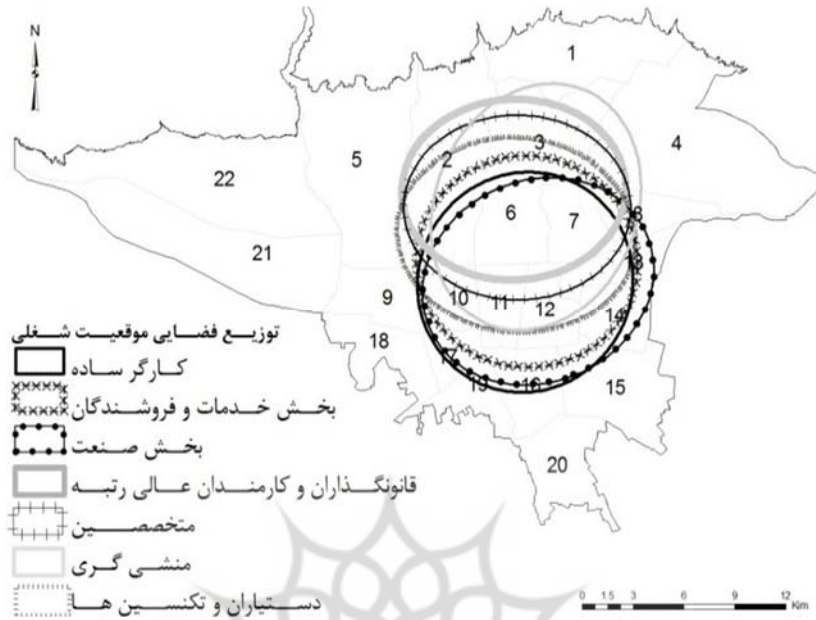 N
1
3
4
2
5
22
6
7
8
21
13
9
10
11
12
14
18
17
19
16
15
20
توزیع فضایی موقعیت شغلی
کارگر ساده
بخش خدمات و فروشندگان
بخش صنعت
قانونگذاران و کارمندان عالی رتبه
متخصصین
منشی گری
دستیاران و تکنسین ها
0 1.5 3 6 9 12
Km